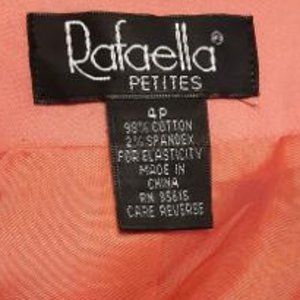 Rafaella®
PETITES
4P
98% COTTON
2% SPANDEX
FOR ELASTICITY
MADE IN
CHINA
RN 85615
CARE REVERSE